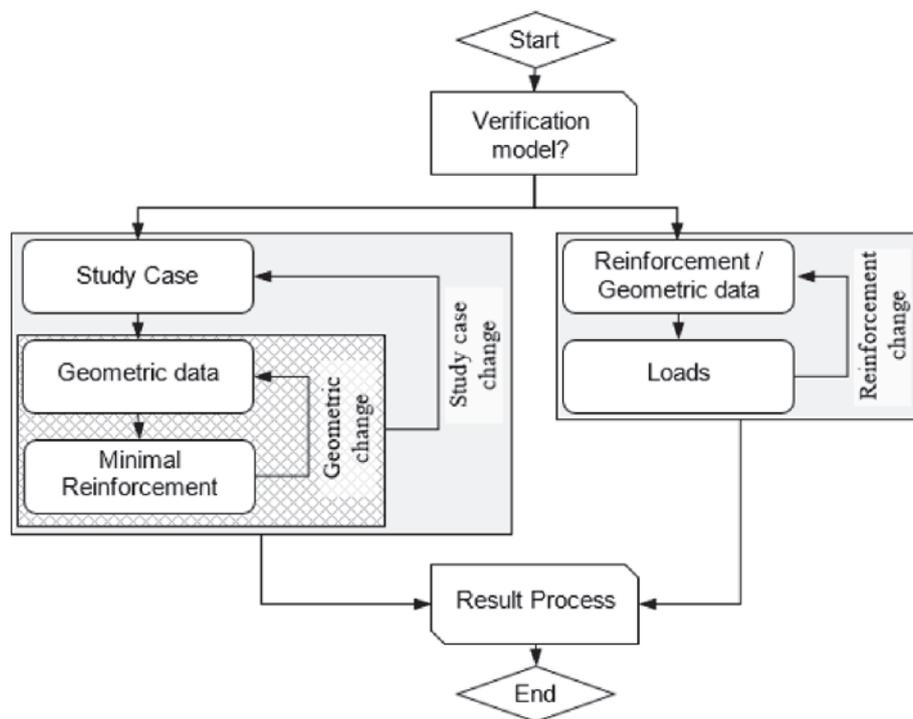 Start
Verification
model?
Study Case
Geometric data
Minimal
Reinforcement
Geometric
change
Study case
change
Reinforcement /
Geometric data
Loads
Reinforcement
change
Result Process
End